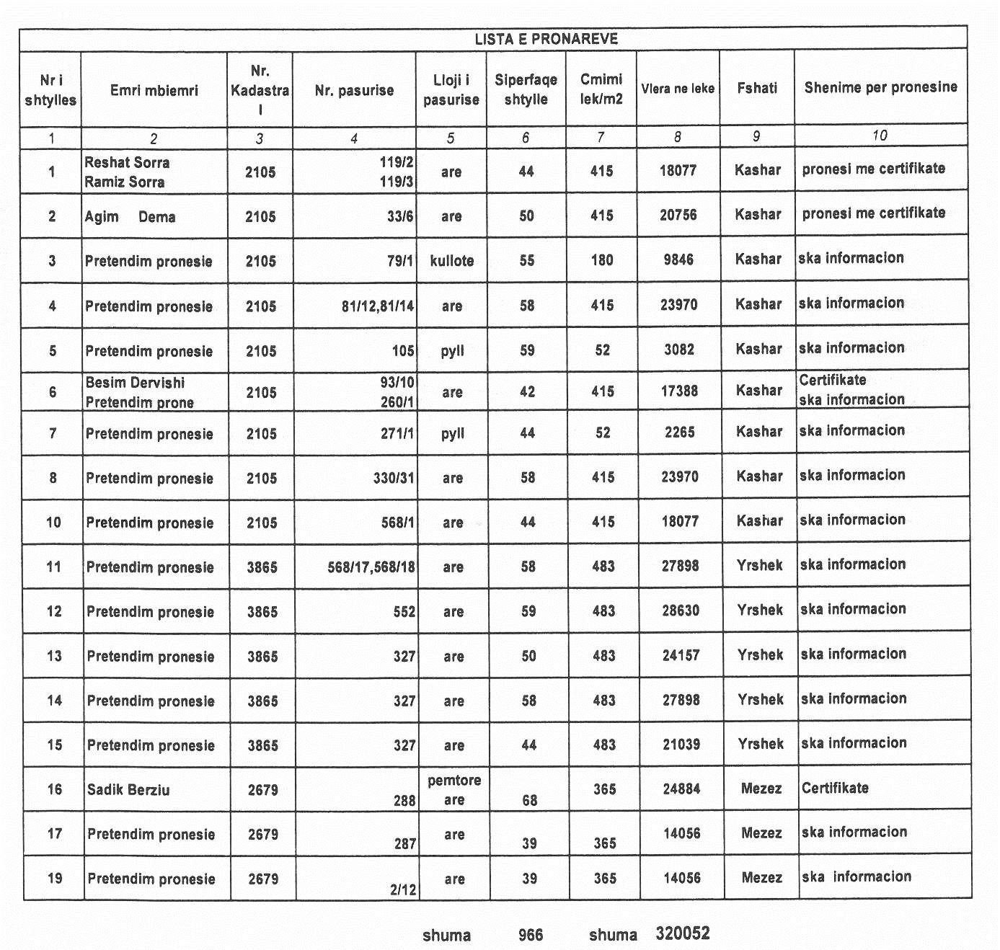 LISTA E PRONAREVE
Nr i shtylles Emri mbiemri Nr. Kadastra l Nr. pasurise Lloji i pasurise Siperfaqe shtylle Cmimi lek/m2 Vlera ne leke Fshati Shenime per pronesine
1 2 3 4 5 6 7 8 9 10
1 Reshat Sorra Ramiz Sorra 2105 119/2 119/3 are 44 415 18077 Kashar pronesi me certifikate
2 Agim Dema 2105 33/6 are 50 415 20756 Kashar pronesi me certifikate
3 Pretendim pronesie 2105 79/1 kullote 55 180 9846 Kashar ska informacion
4 Pretendim pronesie 2105 81/12,81/14 are 58 415 23970 Kashar ska informacion
5 Pretendim pronesie 2105 105 pyll 59 52 3082 Kashar ska informacion
6 Besim Dervishi Pretendim prone 2105 93/10 260/1 are 42 415 17388 Kashar Certifikate ska informacion
7 Pretendim pronesie 2105 271/1 pyll 44 52 2265 Kashar ska informacion
8 Pretendim pronesie 2105 330/31 are 58 415 23970 Kashar ska informacion
10 Pretendim pronesie 2105 568/1 are 44 415 18077 Kashar ska informacion
11 Pretendim pronesie 3865 568/17,568/18 are 58 483 27898 Yrshek ska informacion
12 Pretendim pronesie 3865 552 are 59 483 28630 Yrshek ska informacion
13 Pretendim pronesie 3865 327 are 50 483 24157 Yrshek ska informacion
14 Pretendim pronesie 3865 327 are 58 483 27898 Yrshek ska informacion
15 Pretendim pronesie 3865 327 are 44 483 21039 Yrshek ska informacion
16 Sadik Berziu 2679 288 pemtore are 68 365 24884 Mezez Certifikate
17 Pretendim pronesie 2679 287 are 39 365 14056 Mezez ska informacion
19 Pretendim pronesie 2679 2/12 are 39 365 14056 Mezez ska informacion
shuma 966 shuma 320052